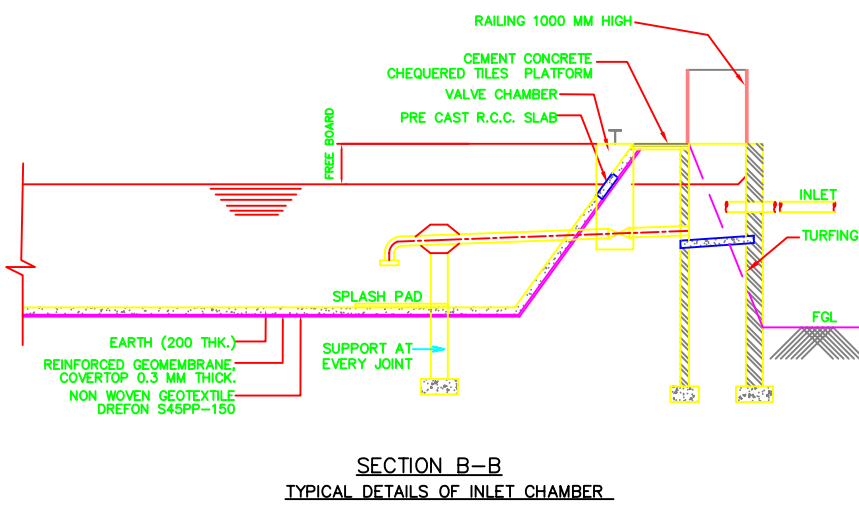 RAILING 1000 MM HIGH
CEMENT CONCRETE
CHEQUERED TILES PLATFORM
VALVE CHAMBER
PRE CAST R.C.C. SLAB
FREE BOARD
INLET
TURFING
SPLASH PAD
FGL
EARTH (200 THK.)
REINFORCED GEOMEMBRANE,
COVERTOP 0.3 MM THICK.
NON WOVEN GEOTEXTILE
DREFON S45PP-150
SUPPORT AT
EVERY JOINT
SECTION B-B
TYPICAL DETAILS OF INLET CHAMBER